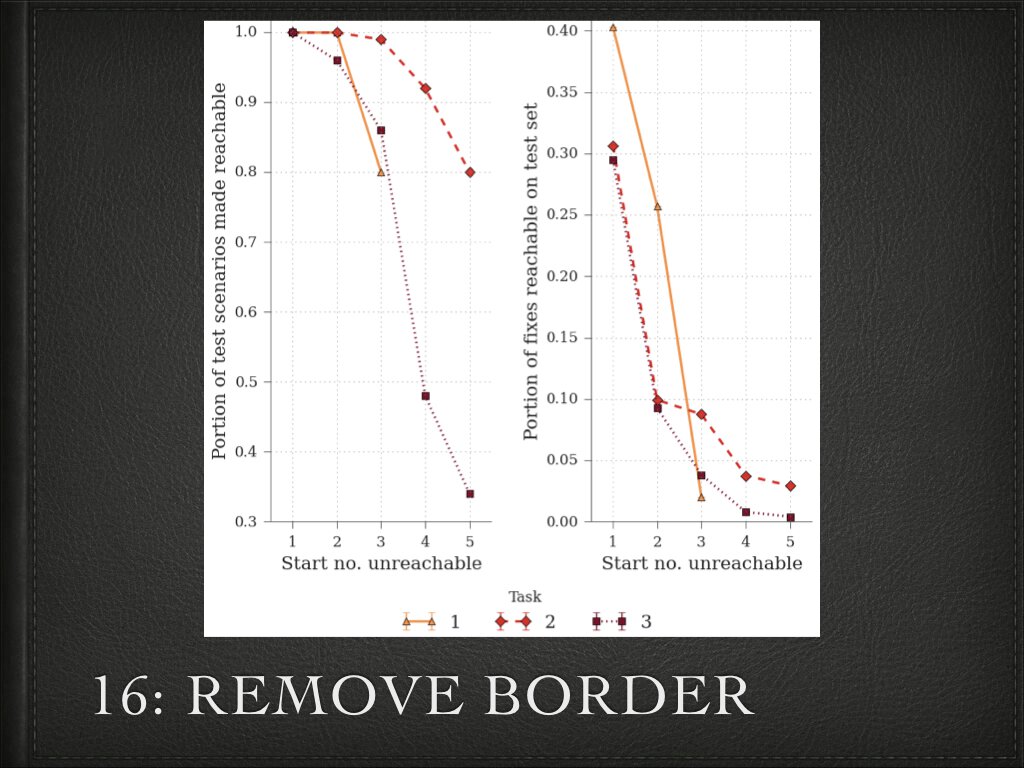 Portion of test scenarios made reachable
1.0
0.9
0.8
0.7
0.6
0.5
0.4
0.3
1 2 3 4 5
Start no. unreachable
Portion of fixes reachable on test set
0.40
0.35
0.30
0.25
0.20
0.15
0.10
0.05
0.00
1 2 3 4 5
Start no. unreachable
Task
1 2 3
16: REMOVE BORDER